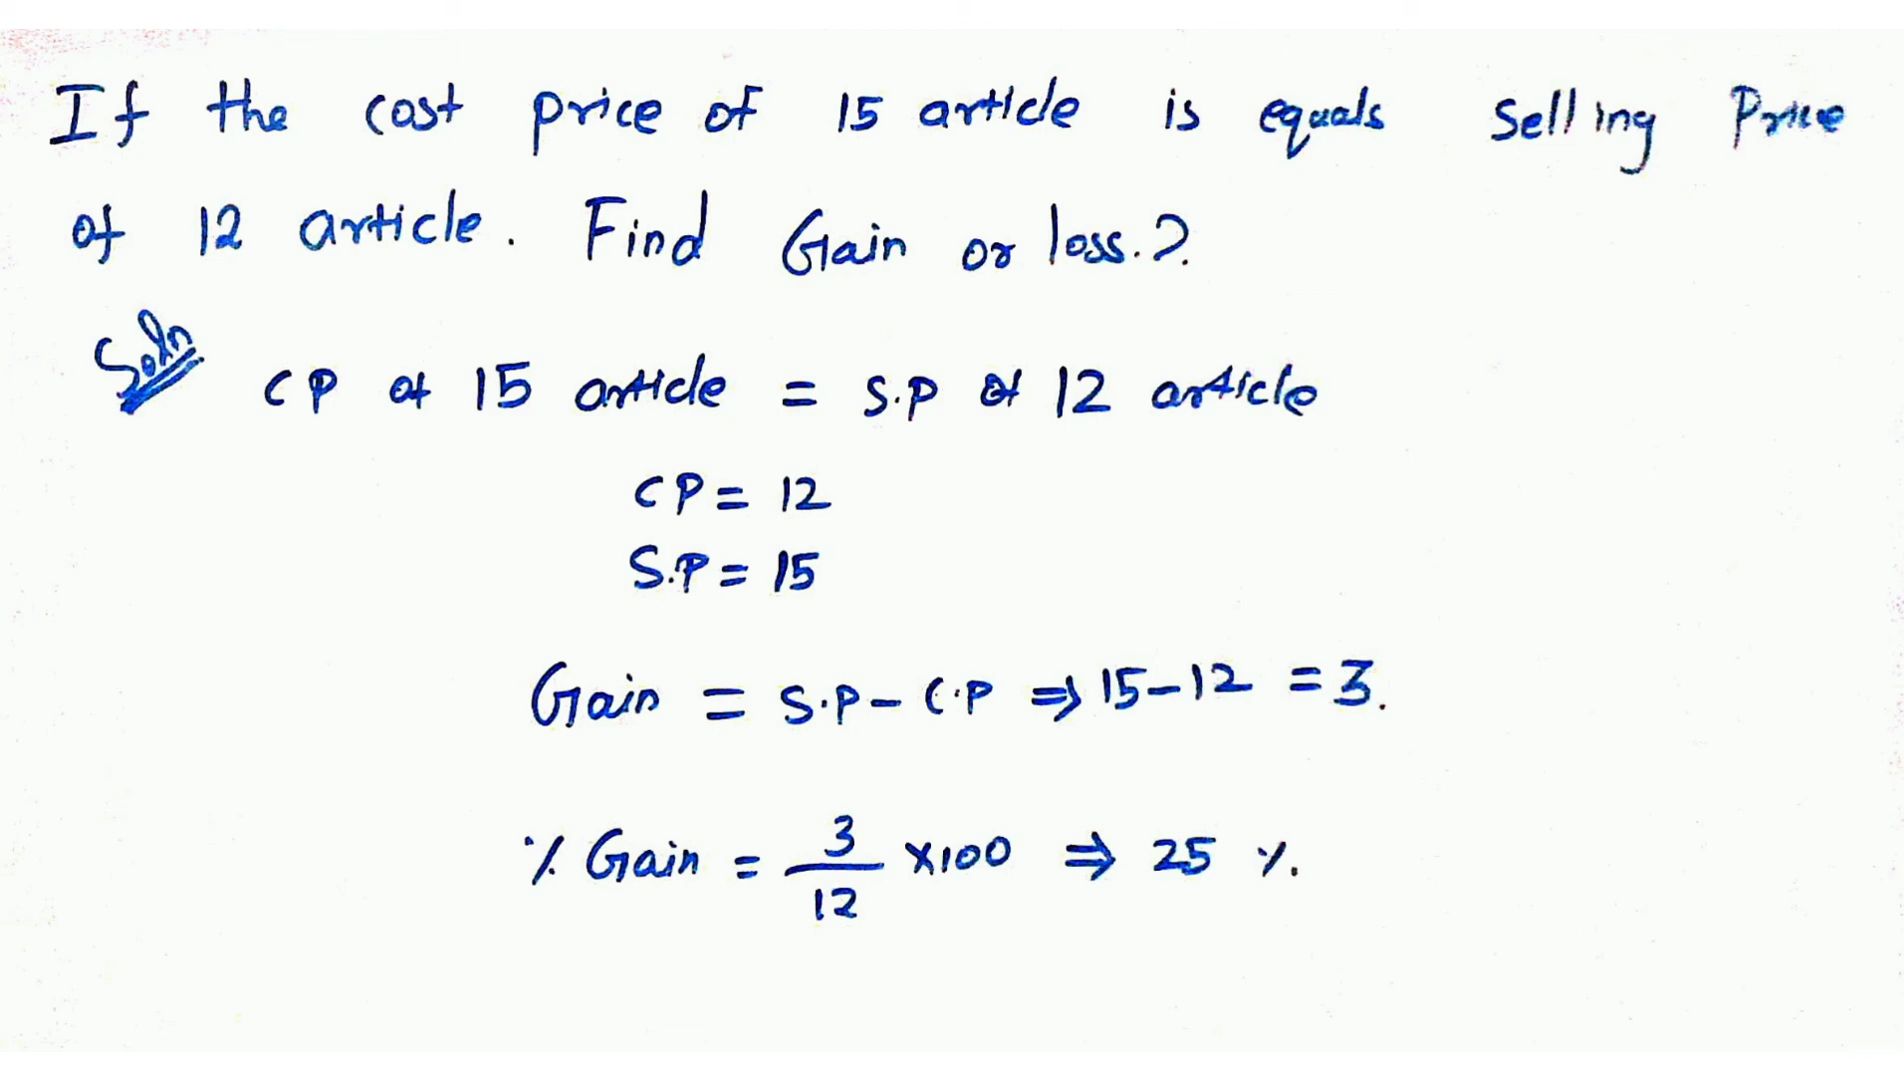 If the cost price of 15 article is equals selling Price
of 12 article. Find Gain or loss.?
Soln
CP of 15 article = S.P of 12 article
CP = 12
S.P = 15
Gain = S.P - C.P ⇒ 15-12 = 3.
% Gain = 3/12 ×100 ⇒ 25 %.